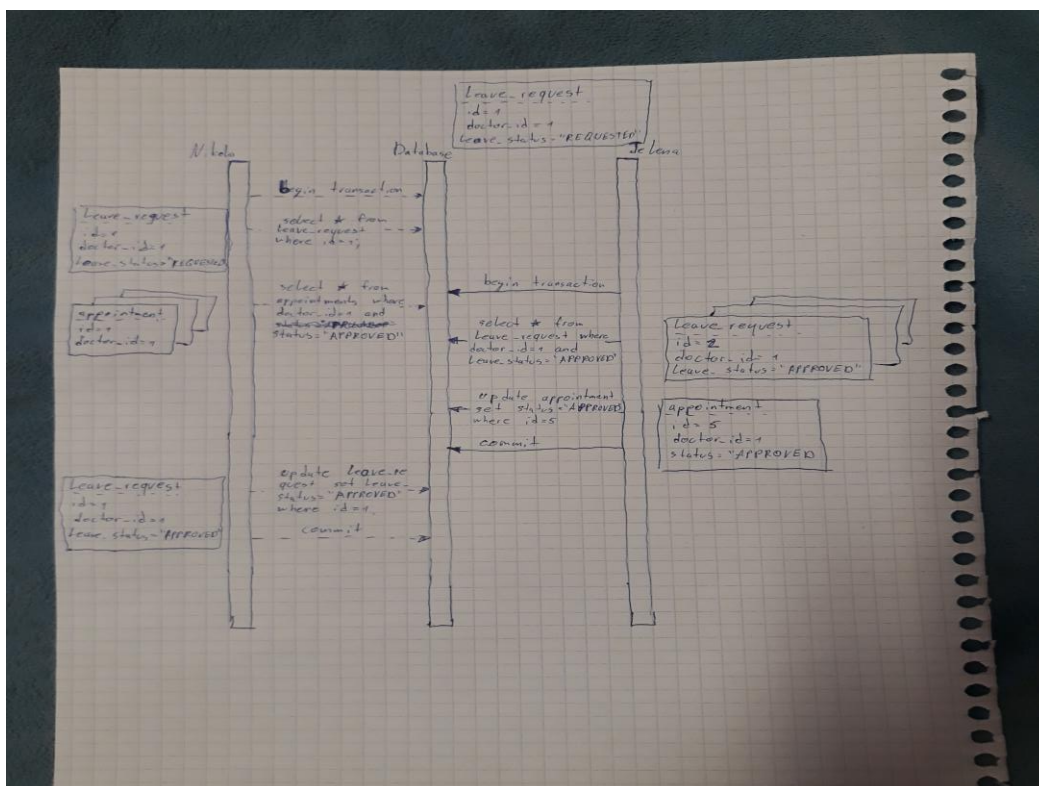 Leave_request
id=1
doctor_id=1
Leave_status="REQUESTED"
Nikola
Database
Jelena
begin transaction
Leave_request
id=1
doctor_id=1
Leave_status="REQUESTED"
select * from
leave_request
where id=1;
begin transaction
select * from
appointments where
doctor_id=1 and
status="APPROVED"
appointment
id=1
doctor_id=1
select * from
Leave_request where
doctor_id=1 and
Leave_status="APPROVED"
Leave_request
id=2
doctor_id=1
Leave_status="APPROVED"
update appointment
set status="APPROVED"
where id=5
appointment
id=5
doctor_id=1
status="APPROVED
commit
update Leave_re
quest set Leave_
status="APPROVED"
where id=1.
Leave_request
id=1
doctor_id=1
Leave_status="APPROVED"
commit